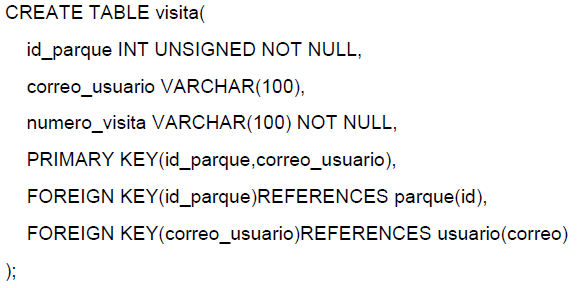 CREATE TABLE visita(
id_parque INT UNSIGNED NOT NULL,
correo_usuario VARCHAR(100),
numero_visita VARCHAR(100) NOT NULL,
PRIMARY KEY(id_parque,correo_usuario),
FOREIGN KEY(id_parque)REFERENCES parque(id),
FOREIGN KEY(correo_usuario)REFERENCES usuario(correo)
);